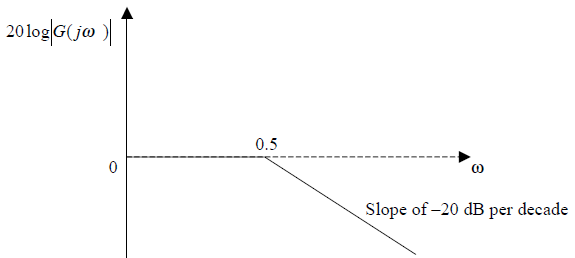 20 log|G(jω )|
0.5
0
ω
Slope of –20 dB per decade